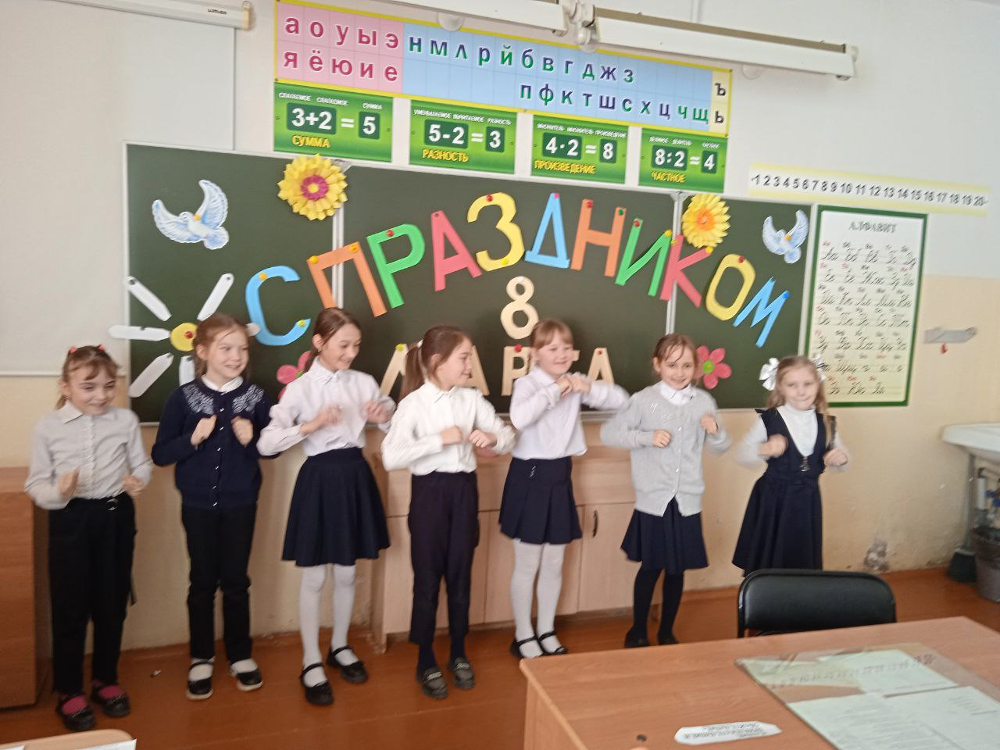 а о у ы э н м л р й б в г д ж з ъ
я ё ю и е п ф к т ш с х ц ч щ ь
СЛАГАЕМОЕ СЛАГАЕМОЕ СУММА
3+2 = 5
СУММА
УМЕНЬШАЕМОЕ ВЫЧИТАЕМОЕ РАЗНОСТЬ
5-2 = 3
РАЗНОСТЬ
МНОЖИТЕЛЬ МНОЖИТЕЛЬ ПРОИЗВЕДЕНИЕ
4·2 = 8
ПРОИЗВЕДЕНИЕ
ДЕЛИМОЕ ДЕЛИТЕЛЬ ЧАСТНОЕ
8:2 = 4
ЧАСТНОЕ
1 2 3 4 5 6 7 8 9 10 11 12 13 14 15 16 17 18 19 20
С ПРАЗДНИКОМ
8
МАРТА
АЛФАВИТ